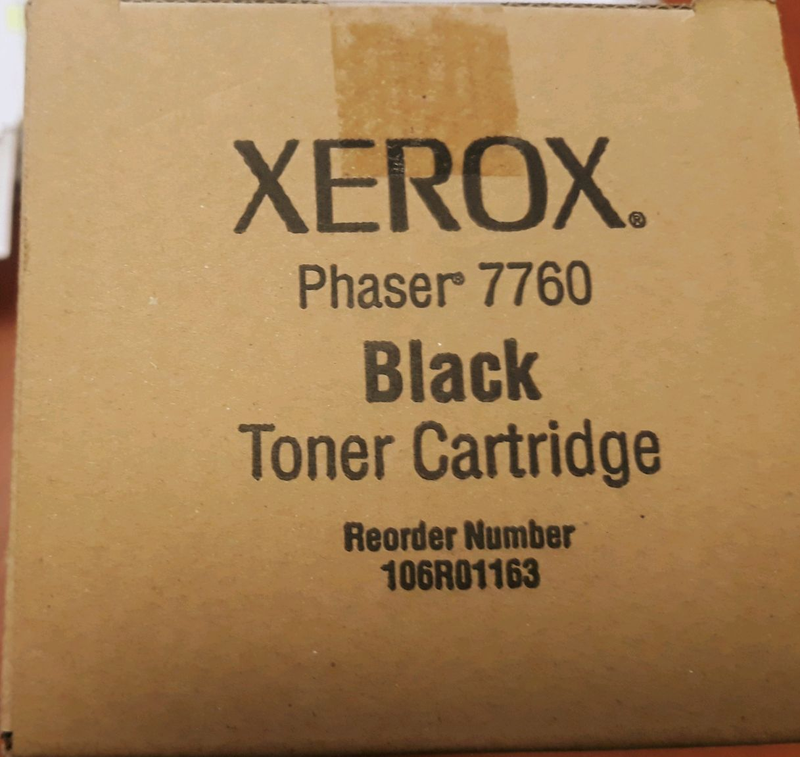 XEROX®
Phaser® 7760
Black
Toner Cartridge
Reorder Number
106R01163